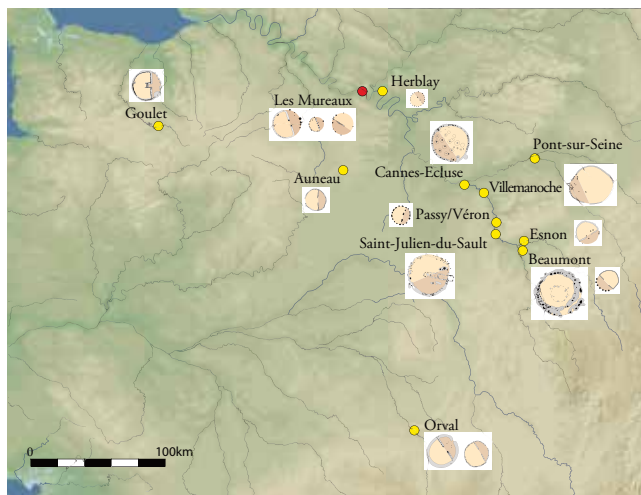 Herblay
Les Mureaux
Goulet
Pont-sur-Seine
Cannes-Ecluse
Auneau
Villemanoche
Passy/Véron
Esnon
Saint-Julien-du-Sault
Beaumont
Orval
0 100km